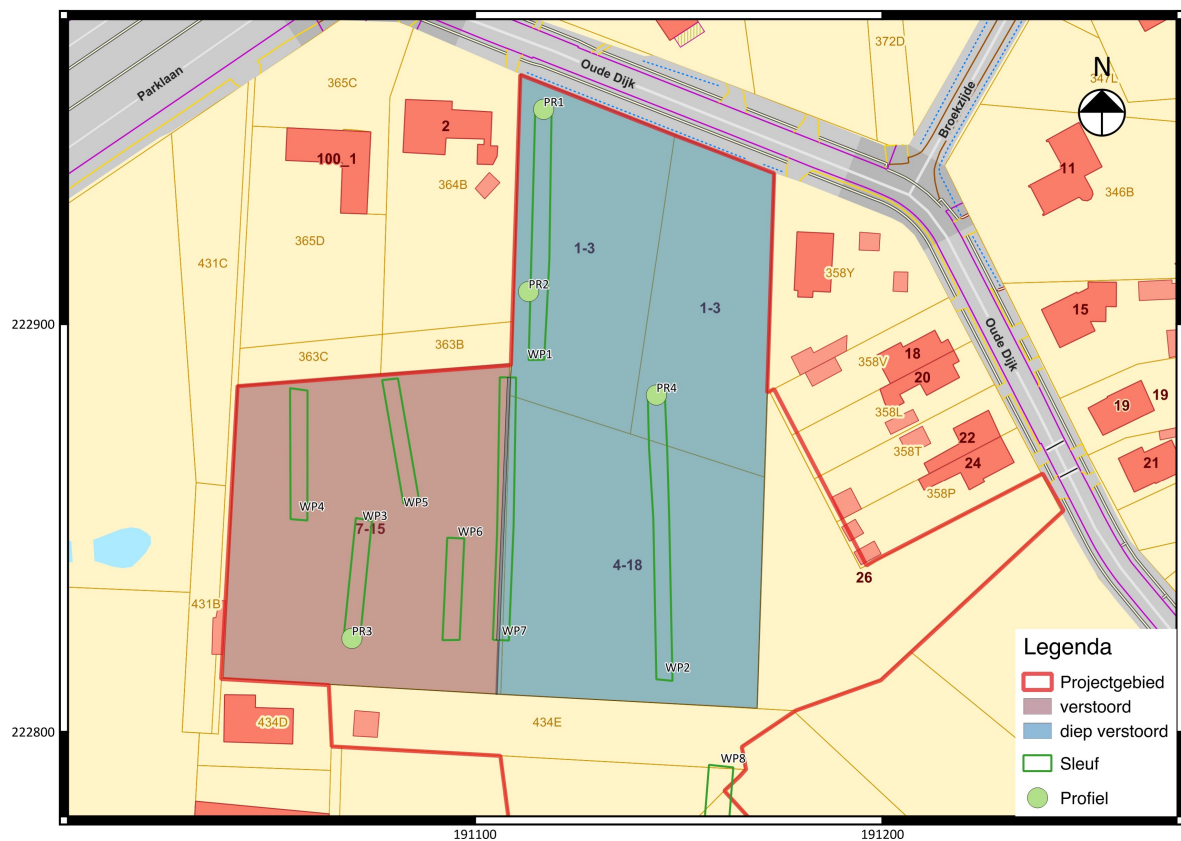 372D
Oude Dijk
Parklaan
365C
347L
N
Broekzijde
PR1
2
100_1
11
364B
346B
365D
1-3
431C
358Y
PR2
1-3
15
222900
Oude Dijk
363C
363B
WP1
358V
18
20
PR4
19
19
358L
22
358T
24
21
358P
WP4
WP5
WP3
7-15
WP6
4-18
26
431B
PR3
WP7
Legenda
WP2
Projectgebied
verstoord
434D
434E
diep verstoord
222800
WP8
Sleuf
Profiel
191100
191200